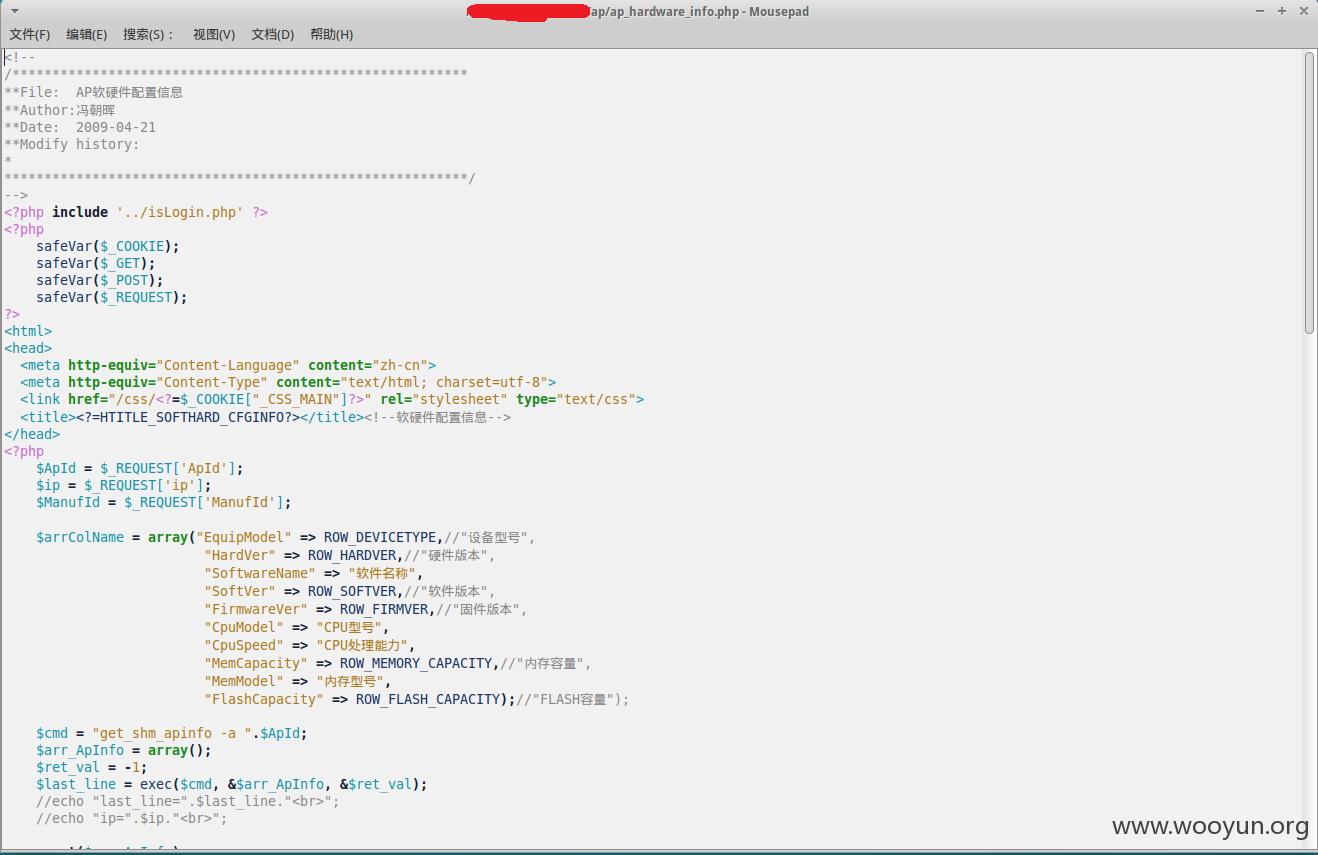 /ap/ap_hardware_info.php - Mousepad
文件(F) 编辑(E) 搜索(S)： 视图(V) 文档(D) 帮助(H)
<!--
/*********************************************************
**File:  AP软硬件配置信息
**Author:冯朝晖
**Date:  2009-04-21
**Modify history:
*
**********************************************************/
-->
<?php include '../isLogin.php' ?>
<?php
    safeVar($_COOKIE);
    safeVar($_GET);
    safeVar($_POST);
    safeVar($_REQUEST);
?>
<html>
<head>
  <meta http-equiv="Content-Language" content="zh-cn">
  <meta http-equiv="Content-Type" content="text/html; charset=utf-8">
  <link href="/css/<?=$_COOKIE["_CSS_MAIN"]?>" rel="stylesheet" type="text/css">
  <title><?=HTITLE_SOFTHARD_CFGINFO?></title><!--软硬件配置信息-->
</head>
<?php
    $ApId = $_REQUEST['ApId'];
    $ip = $_REQUEST['ip'];
    $ManufId = $_REQUEST['ManufId'];
    $arrColName = array("EquipModel" => ROW_DEVICETYPE,//"设备型号",
                         "HardVer" => ROW_HARDVER,//"硬件版本",
                         "SoftwareName" => "软件名称",
                         "SoftVer" => ROW_SOFTVER,//"软件版本",
                         "FirmwareVer" => ROW_FIRMVER,//"固件版本",
                         "CpuModel" => "CPU型号",
                         "CpuSpeed" => "CPU处理能力",
                         "MemCapacity" => ROW_MEMORY_CAPACITY,//"内存容量",
                         "MemModel" => "内存型号",
                         "FlashCapacity" => ROW_FLASH_CAPACITY);//"FLASH容量");
    $cmd = "get_shm_apinfo -a ".$ApId;
    $arr_ApInfo = array();
    $ret_val = -1;
    $last_line = exec($cmd, &$arr_ApInfo, &$ret_val);
    //echo "last_line=".$last_line."<br>";
    //echo "ip=".$ip."<br>";
www.wooyun.org